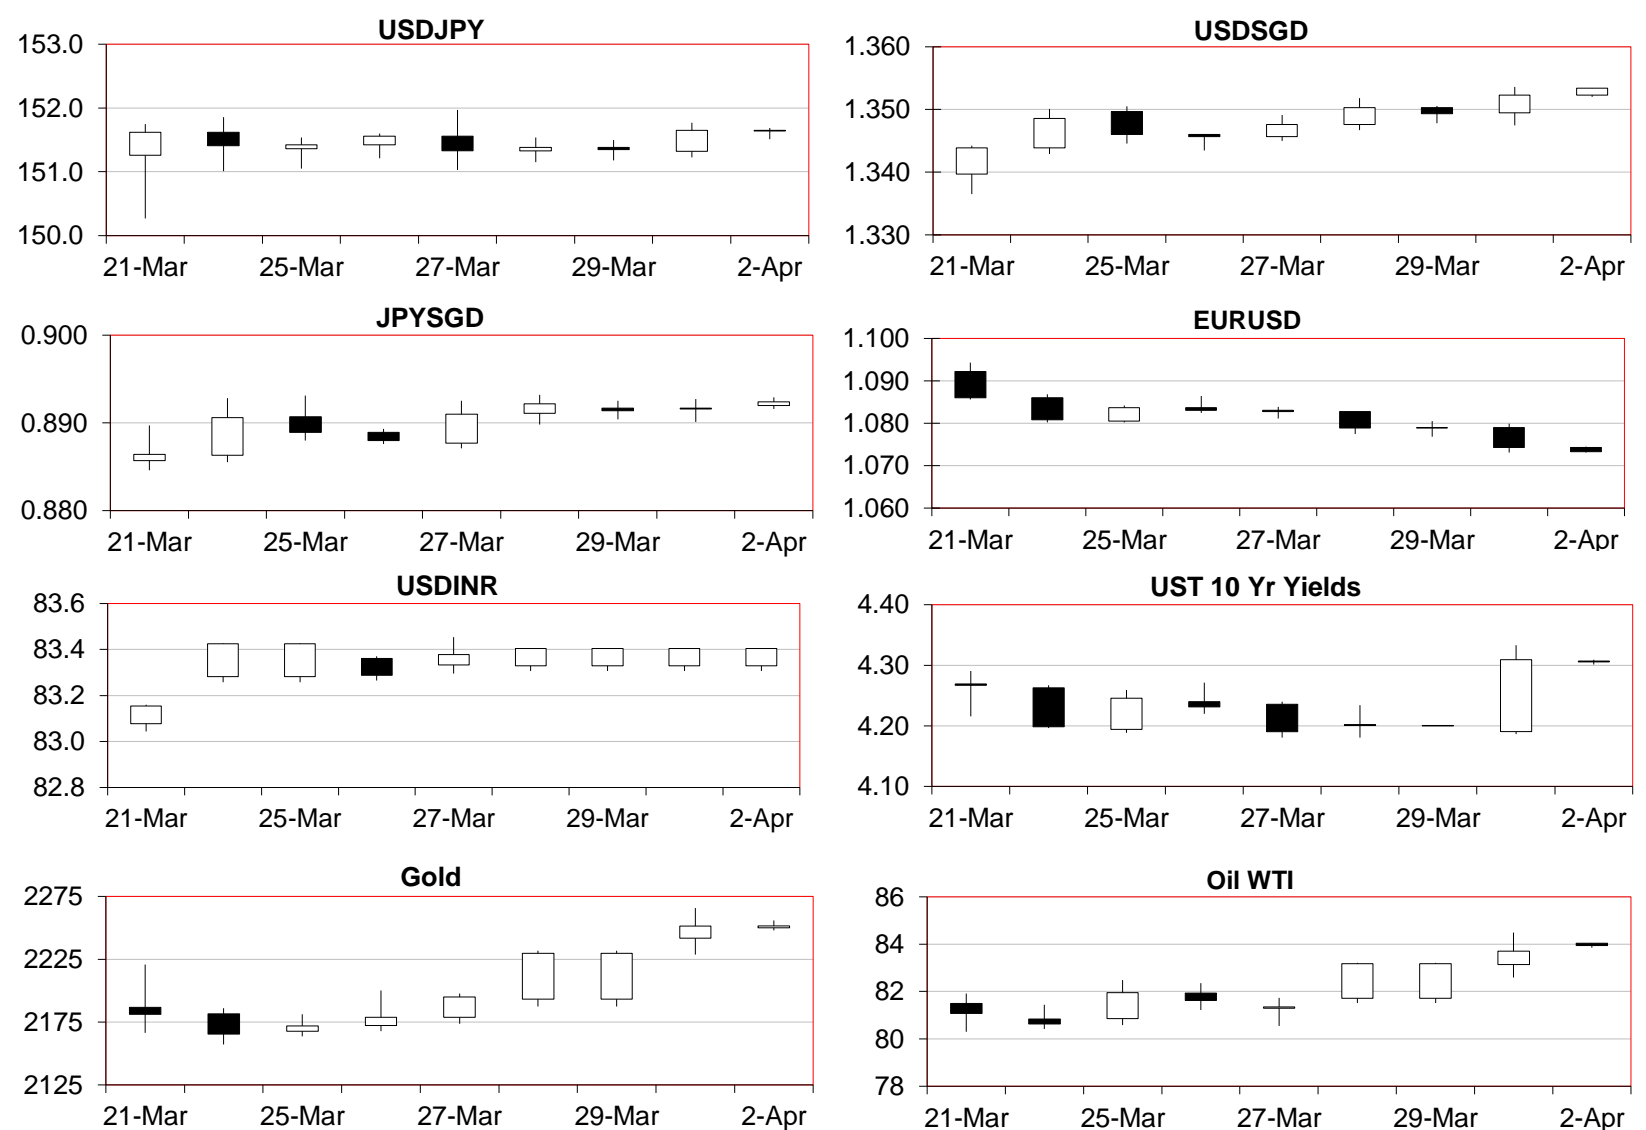 USDJPY
153.0
152.0
151.0
150.0
21-Mar 25-Mar 27-Mar 29-Mar 2-Apr
USDSGD
1.360
1.350
1.340
1.330
21-Mar 25-Mar 27-Mar 29-Mar 2-Apr
JPYSGD
0.900
0.890
0.880
21-Mar 25-Mar 27-Mar 29-Mar 2-Apr
EURUSD
1.100
1.090
1.080
1.070
1.060
21-Mar 25-Mar 27-Mar 29-Mar 2-Apr
USDINR
83.6
83.4
83.2
83.0
82.8
21-Mar 25-Mar 27-Mar 29-Mar 2-Apr
UST 10 Yr Yields
4.40
4.30
4.20
4.10
21-Mar 25-Mar 27-Mar 29-Mar 2-Apr
Gold
2275
2225
2175
2125
21-Mar 25-Mar 27-Mar 29-Mar 2-Apr
Oil WTI
86
84
82
80
78
21-Mar 25-Mar 27-Mar 29-Mar 2-Apr